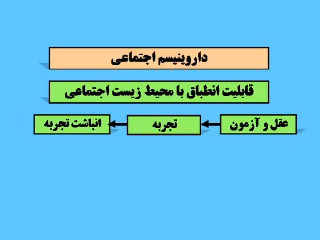 داروینیسم اجتماعی
قابلیت انطباق با محیط زیست اجتماعی
عقل و آزمون
تجربه
انباشت تجربه